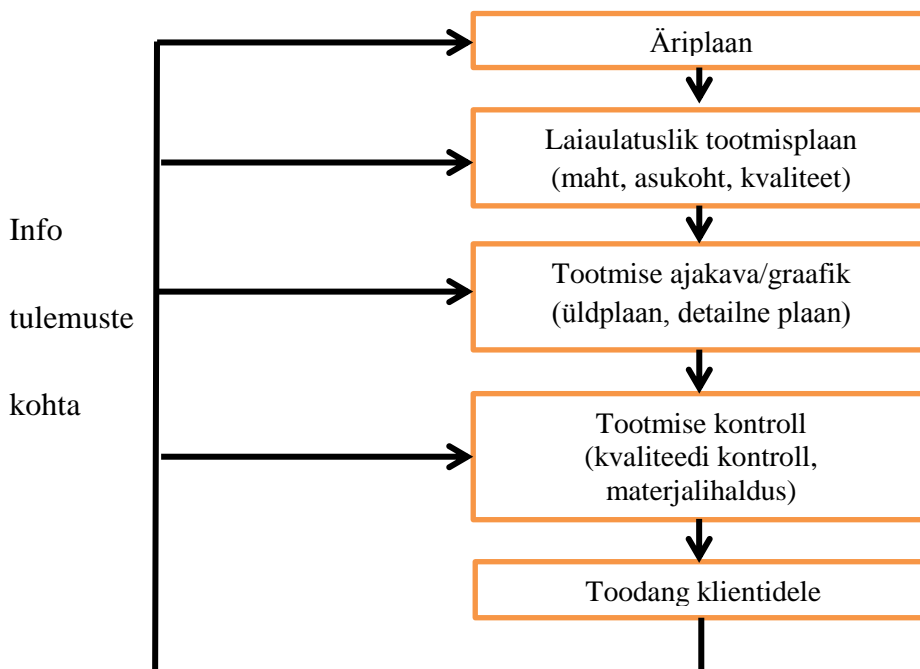 Äriplaan
Laiaulatuslik tootmisplaan
(maht, asukoht, kvaliteet)
Info
tulemuste
kohta
Tootmise ajakava/graafik
(üldplaan, detailne plaan)
Tootmise kontroll
(kvaliteedi kontroll,
materjalihaldus)
Toodang klientidele